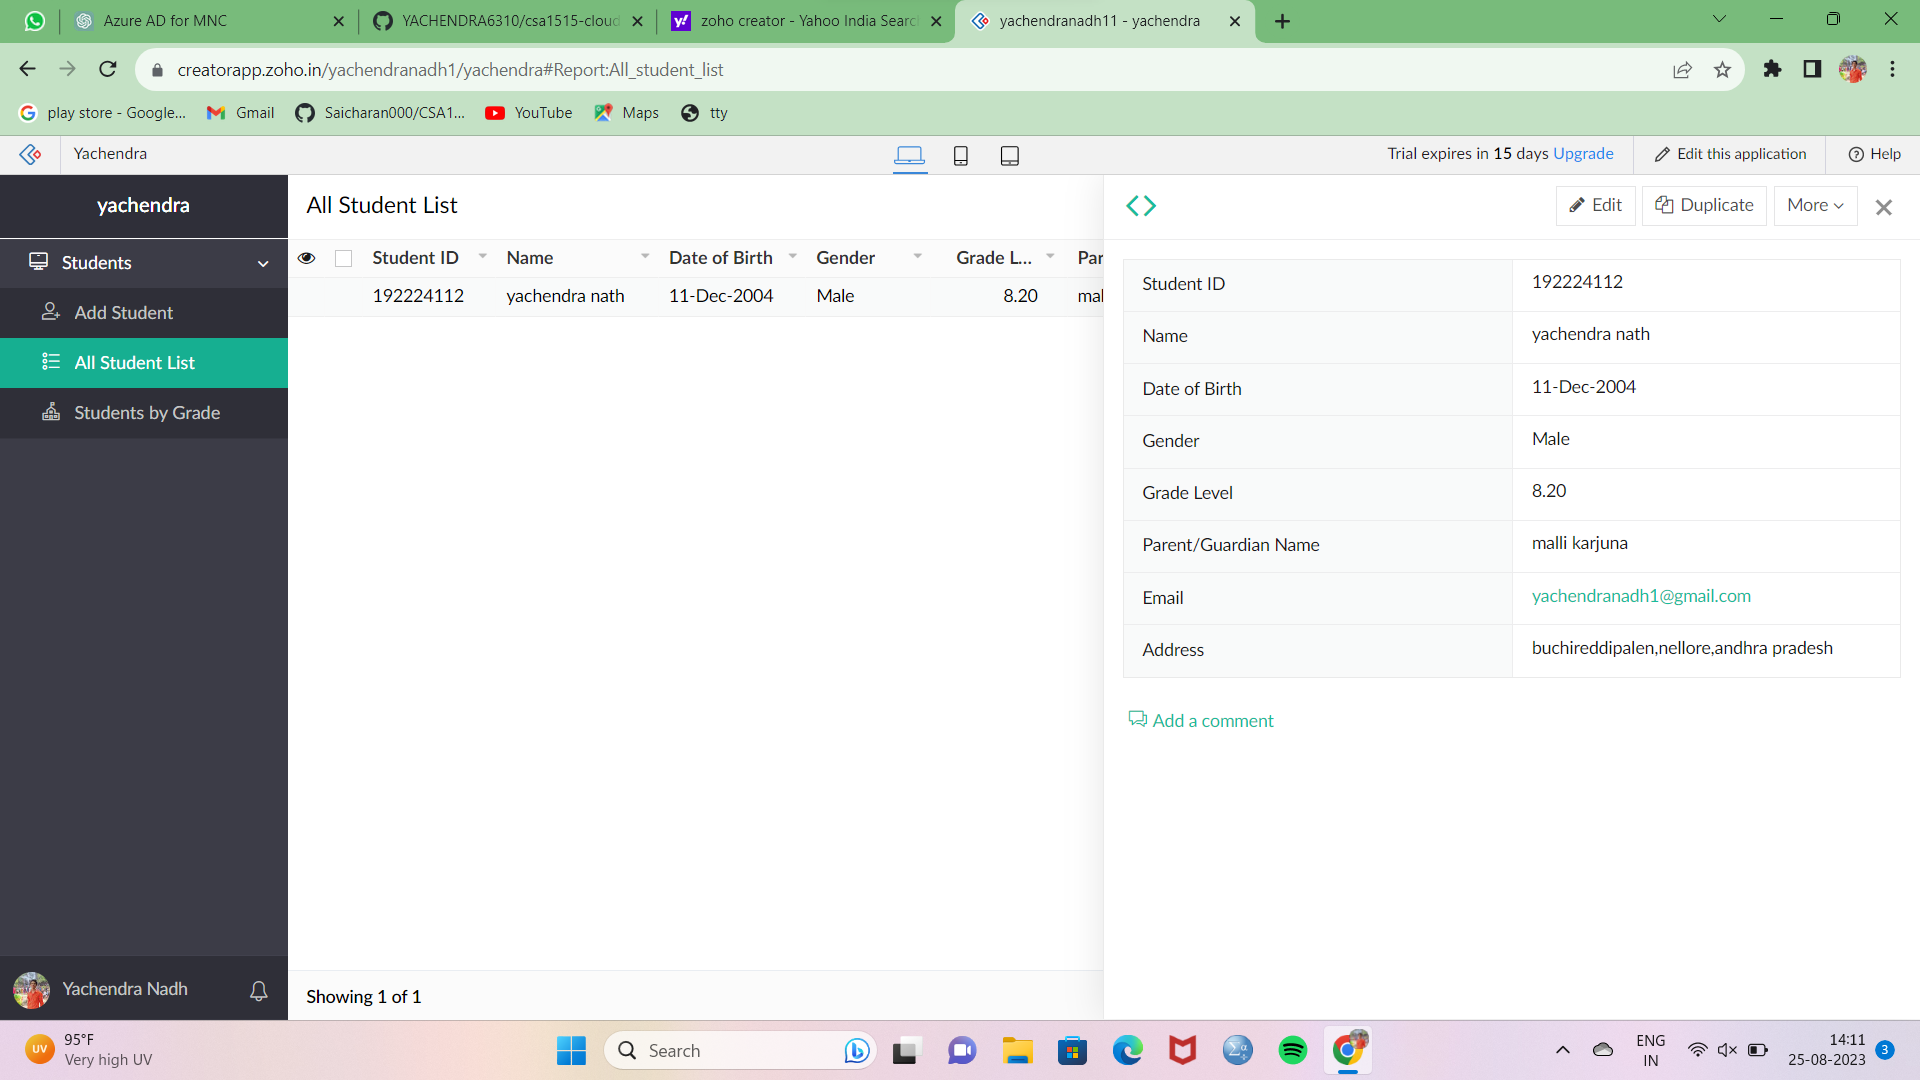 Azure AD for MNC
YACHENDRA6310/csa1515-cloud
zoho creator - Yahoo India Searc
yachendranadh11 - yachendra
creatorapp.zoho.in/yachendranadh1/yachendra#Report:All_student_list
play store - Google...
Gmail
Saicharan000/CSA1...
YouTube
Maps
tty
Yachendra
Trial expires in 15 days Upgrade
Edit this application
Help
yachendra
Students
Add Student
All Student List
Students by Grade
Yachendra Nadh
All Student List
Student ID Name Date of Birth Gender Grade L... Par
192224112 yachendra nath 11-Dec-2004 Male 8.20 mal
Showing 1 of 1
Edit
Duplicate
More
Student ID 192224112
Name yachendra nath
Date of Birth 11-Dec-2004
Gender Male
Grade Level 8.20
Parent/Guardian Name malli karjuna
Email yachendranadh1@gmail.com
Address buchireddipalen,nellore,andhra pradesh
Add a comment
UV
95°F
Very high UV
Search
ENG
IN
14:11
25-08-2023
3